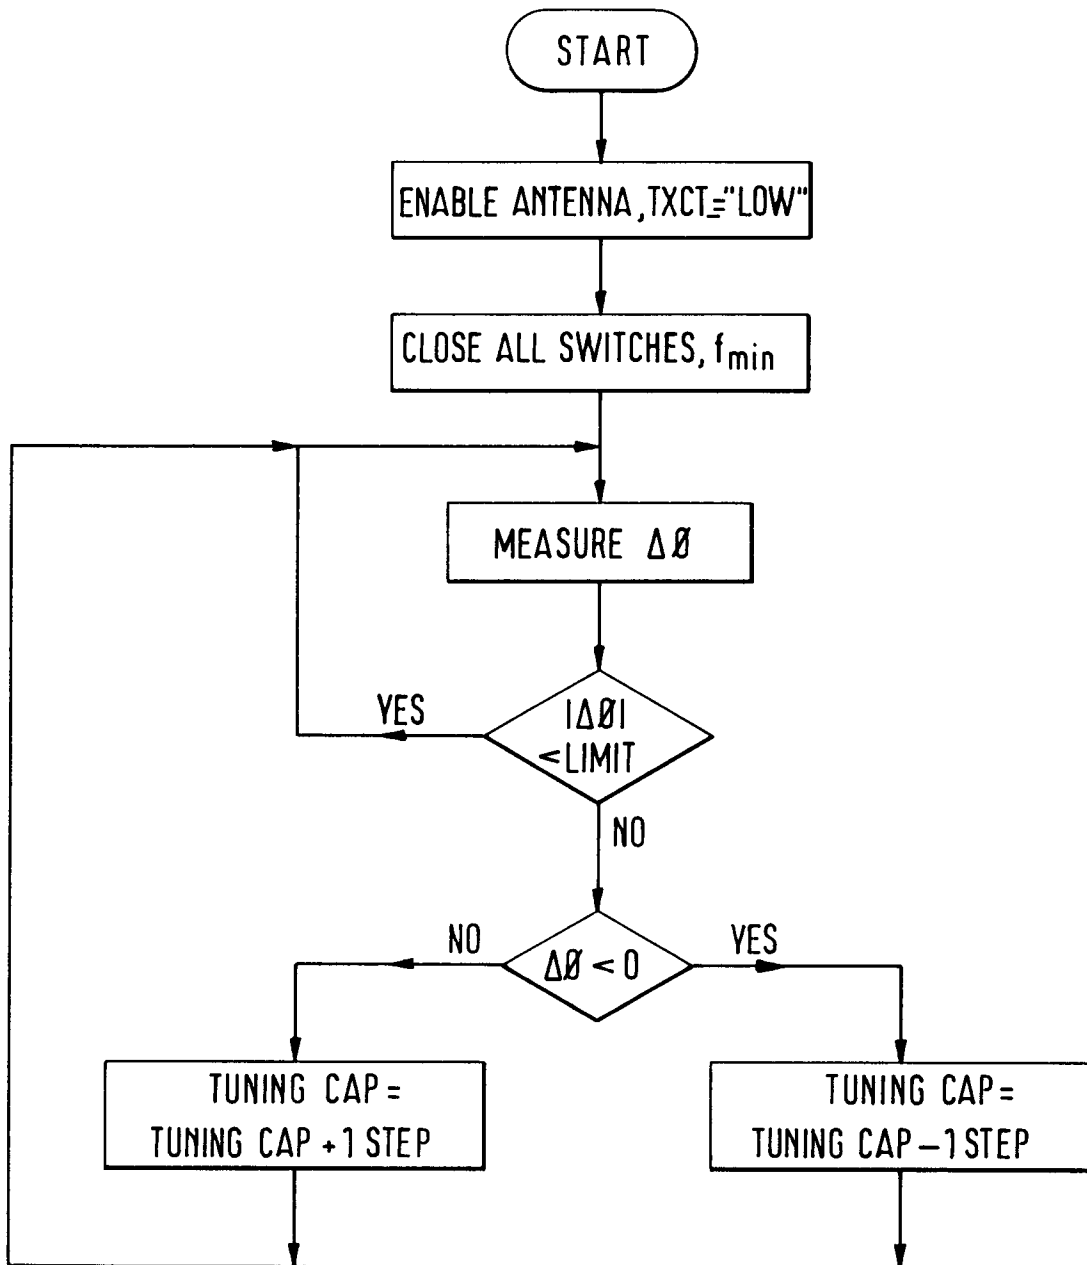 START
ENABLE ANTENNA, TXCT="LOW"
CLOSE ALL SWITCHES, fmin
MEASURE ΔØ
YES
|ΔØ|
<LIMIT
NO
NO
ΔØ < 0
YES
TUNING CAP =
TUNING CAP + 1 STEP
TUNING CAP =
TUNING CAP – 1 STEP